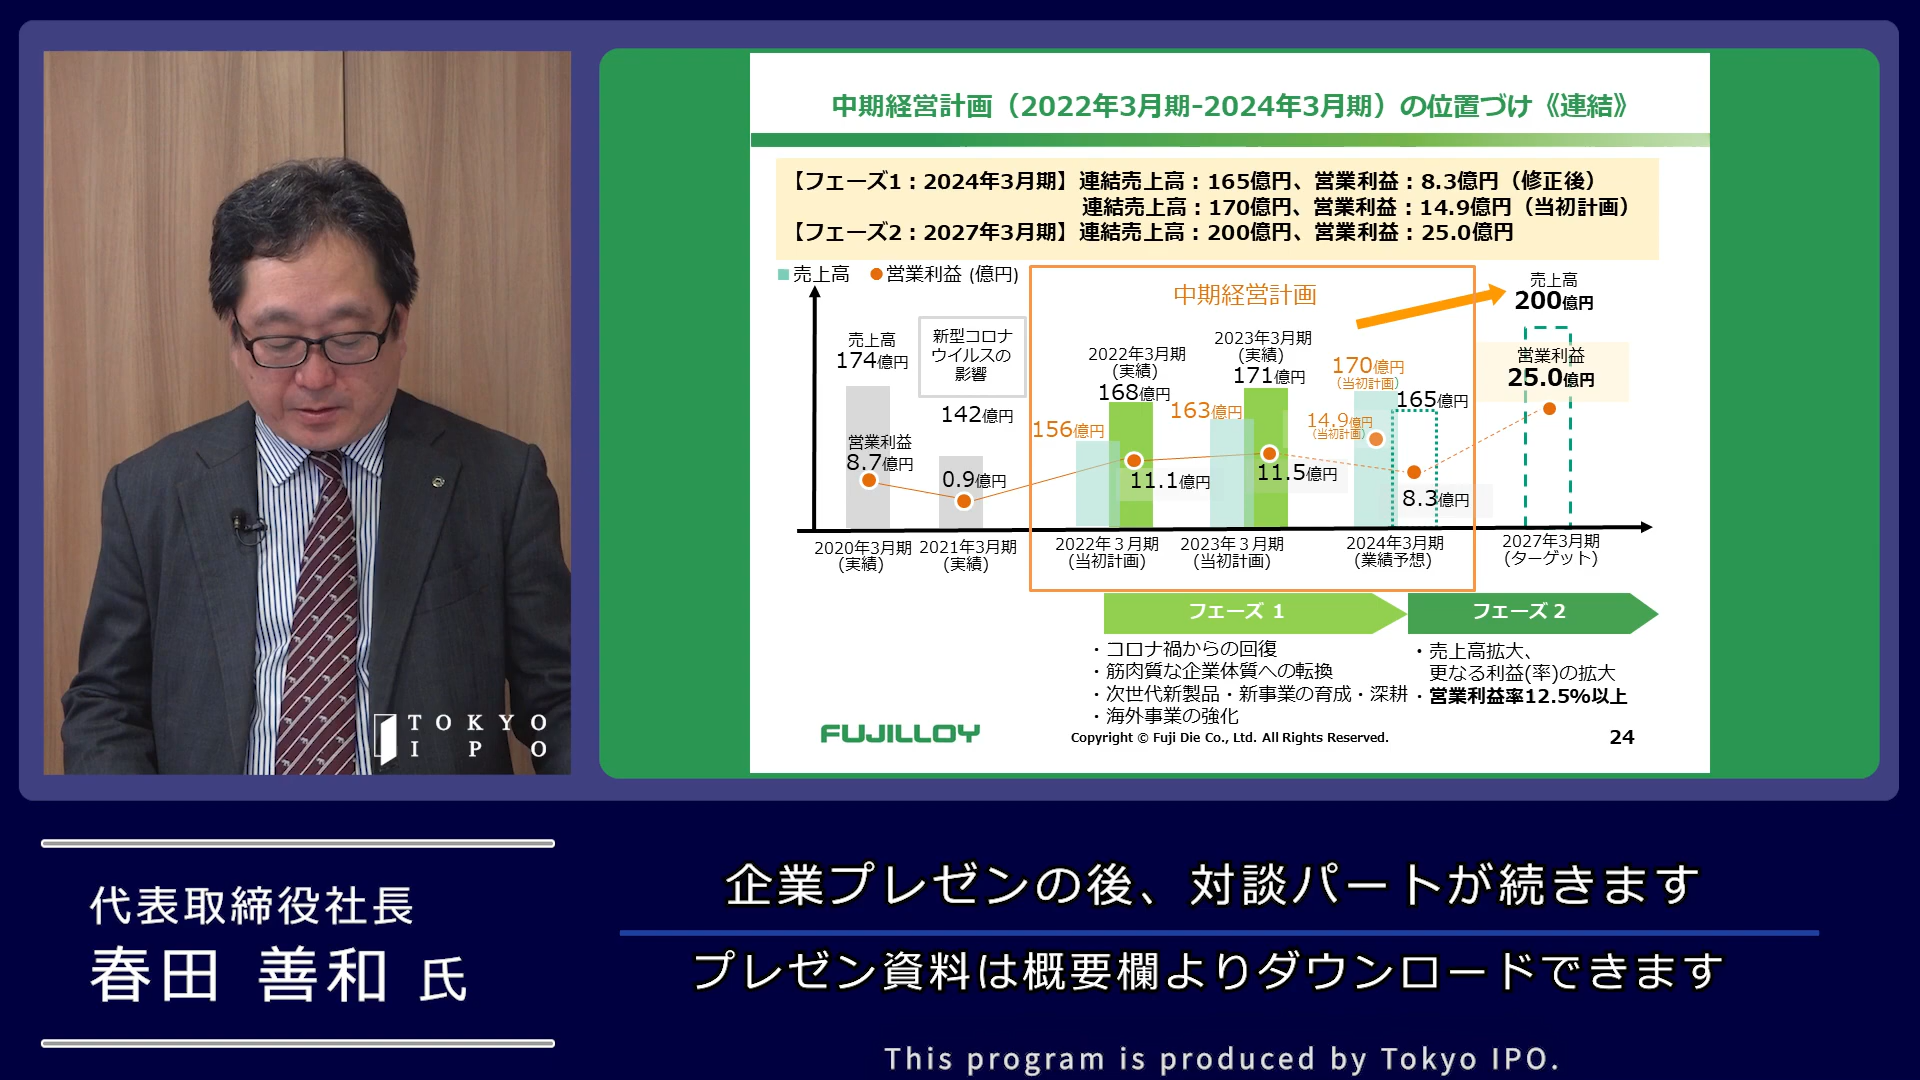 中期経営計画（2022年3月期-2024年3月期）の位置づけ《連結》
【フェーズ1：2024年3月期】連結売上高：165億円、営業利益：8.3億円（修正後）
連結売上高：170億円、営業利益：14.9億円（当初計画）
【フェーズ2：2027年3月期】連結売上高：200億円、営業利益：25.0億円
売上高 営業利益 (億円)
中期経営計画
売上高
174億円
営業利益
8.7億円
新型コロナ
ウイルスの
影響
142億円
0.9億円
156億円
2022年3月期
(実績)
168億円
11.1億円
163億円
2023年3月期
(実績)
171億円
11.5億円
170億円
（当初計画）
14.9億円
（当初計画）
165億円
8.3億円
売上高
200億円
営業利益
25.0億円
2020年3月期
(実績)
2021年3月期
(実績)
2022年３月期
(当初計画)
2023年３月期
(当初計画)
2024年3月期
(業績予想)
2027年3月期
(ターゲット)
フェーズ 1
フェーズ 2
・コロナ禍からの回復
・筋肉質な企業体質への転換
・次世代新製品・新事業の育成・深耕
・海外事業の強化
・売上高拡大、
更なる利益(率)の拡大
・営業利益率12.5%以上
FUJILLOY
Copyright © Fuji Die Co., Ltd. All Rights Reserved.
24
TOKYO
IPO
代表取締役社長
春田 善和 氏
企業プレゼンの後、対談パートが続きます
プレゼン資料は概要欄よりダウンロードできます
This program is produced by Tokyo IPO.